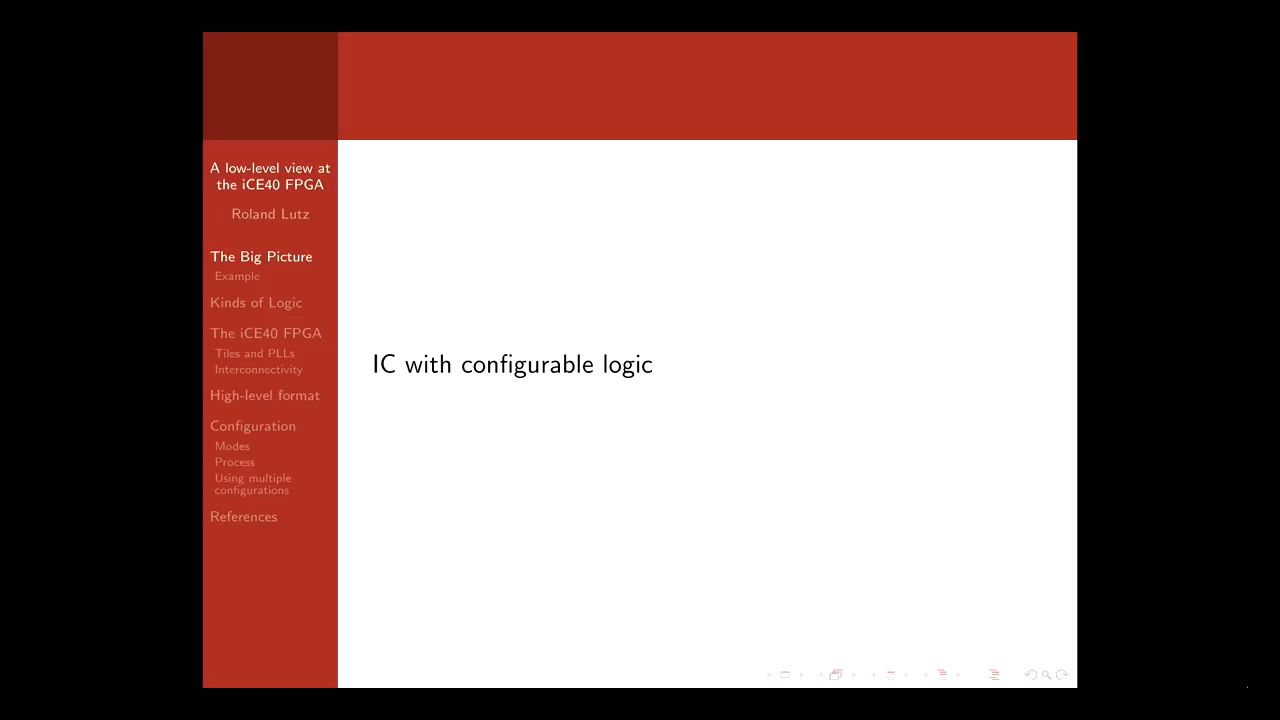 A low-level view at
the iCE40 FPGA
Roland Lutz
The Big Picture
Example
Kinds of Logic
The iCE40 FPGA
Tiles and PLLs
Interconnectivity
High-level format
Configuration
Modes
Process
Using multiple
configurations
References
IC with configurable logic